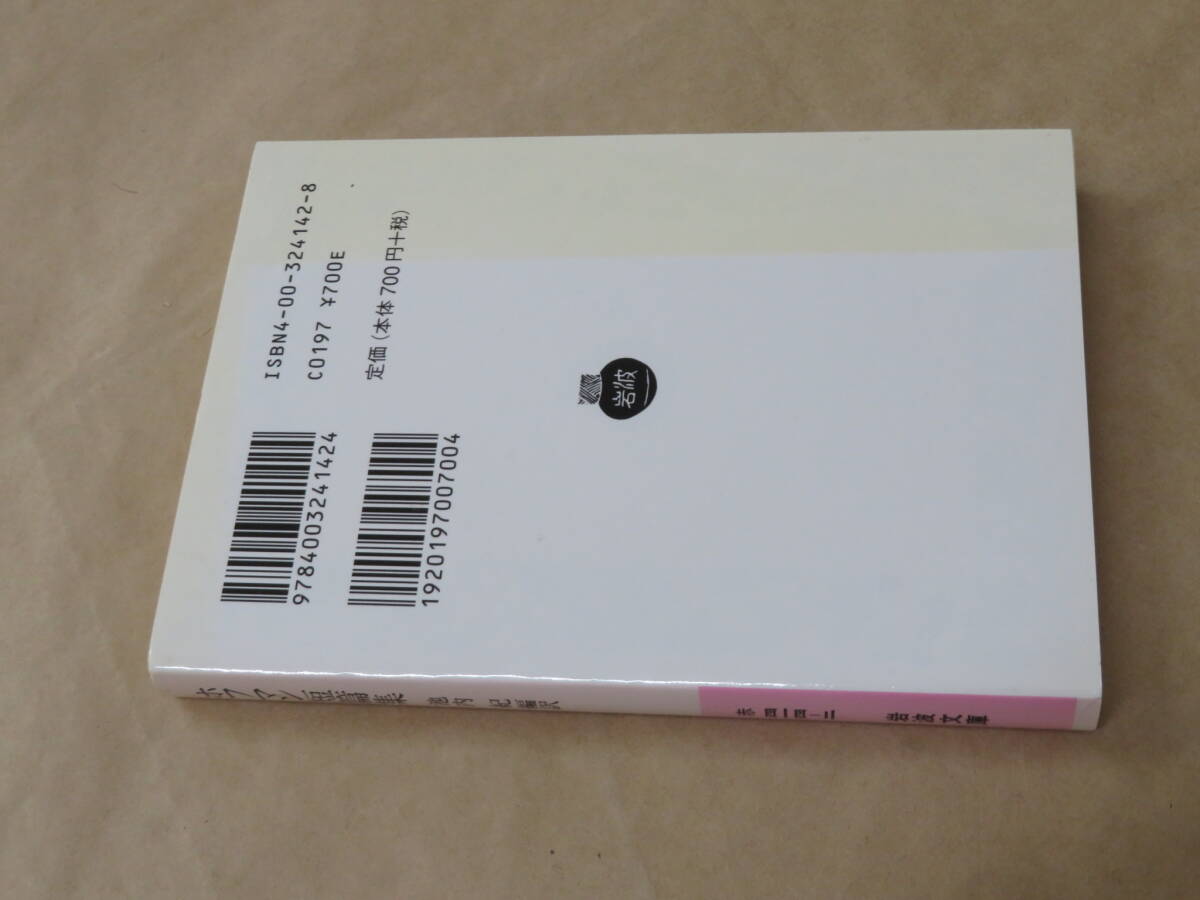 ISBN4-00-324142-8
C0197 ¥700E
定価（本体700円+税）
9784003241424
1920197007004
岩波
ホフマン短篇集
池内 紀編訳
赤 四一四-二
岩波文庫